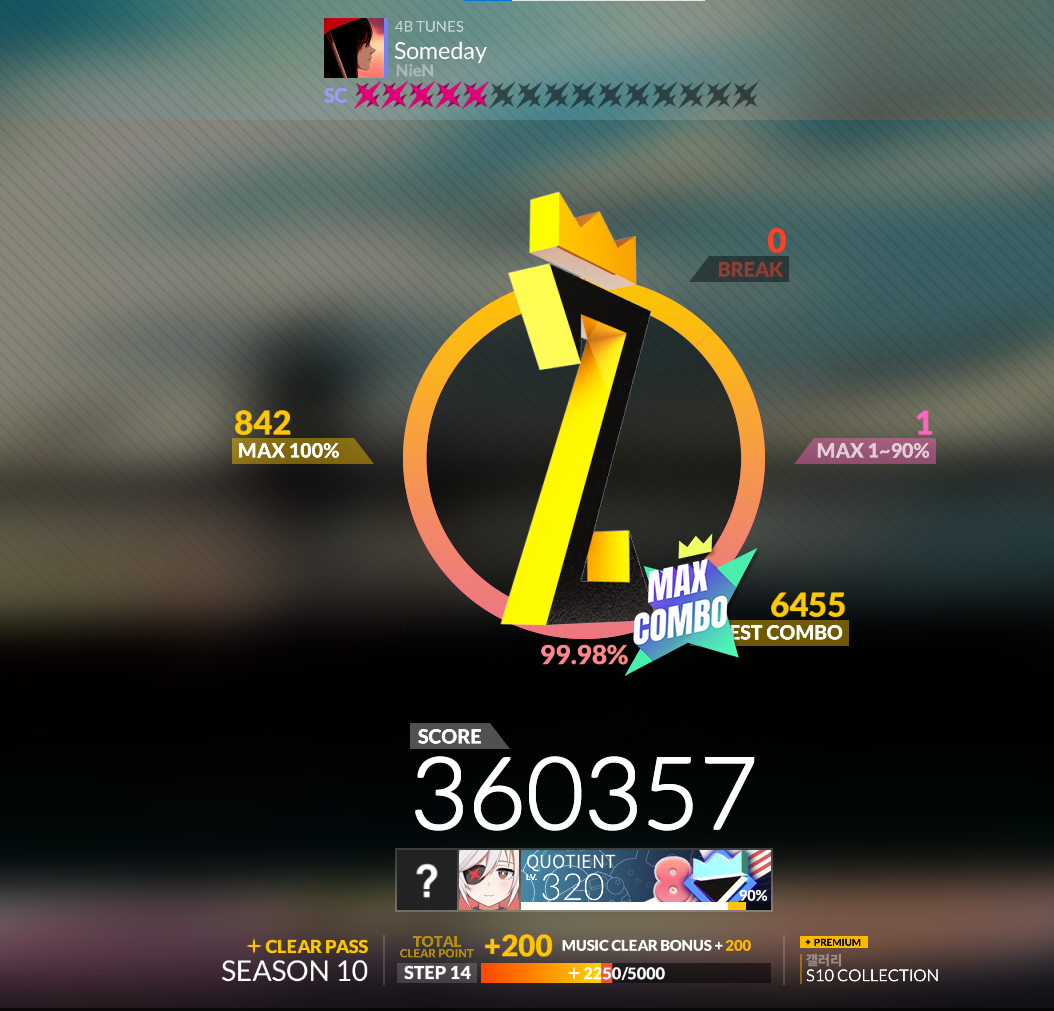 4B TUNES
Someday
NieN
SC
0
BREAK
842
MAX 100%
1
MAX 1~90%
MAX
COMBO
6455
EST COMBO
99.98%
SCORE
360357
?
QUOTIENT
LV. 320
8
90%
+ CLEAR PASS
SEASON 10
TOTAL
CLEAR POINT
+200
MUSIC CLEAR BONUS + 200
STEP 14
+ 2250/5000
PREMIUM
갤러리
S10 COLLECTION